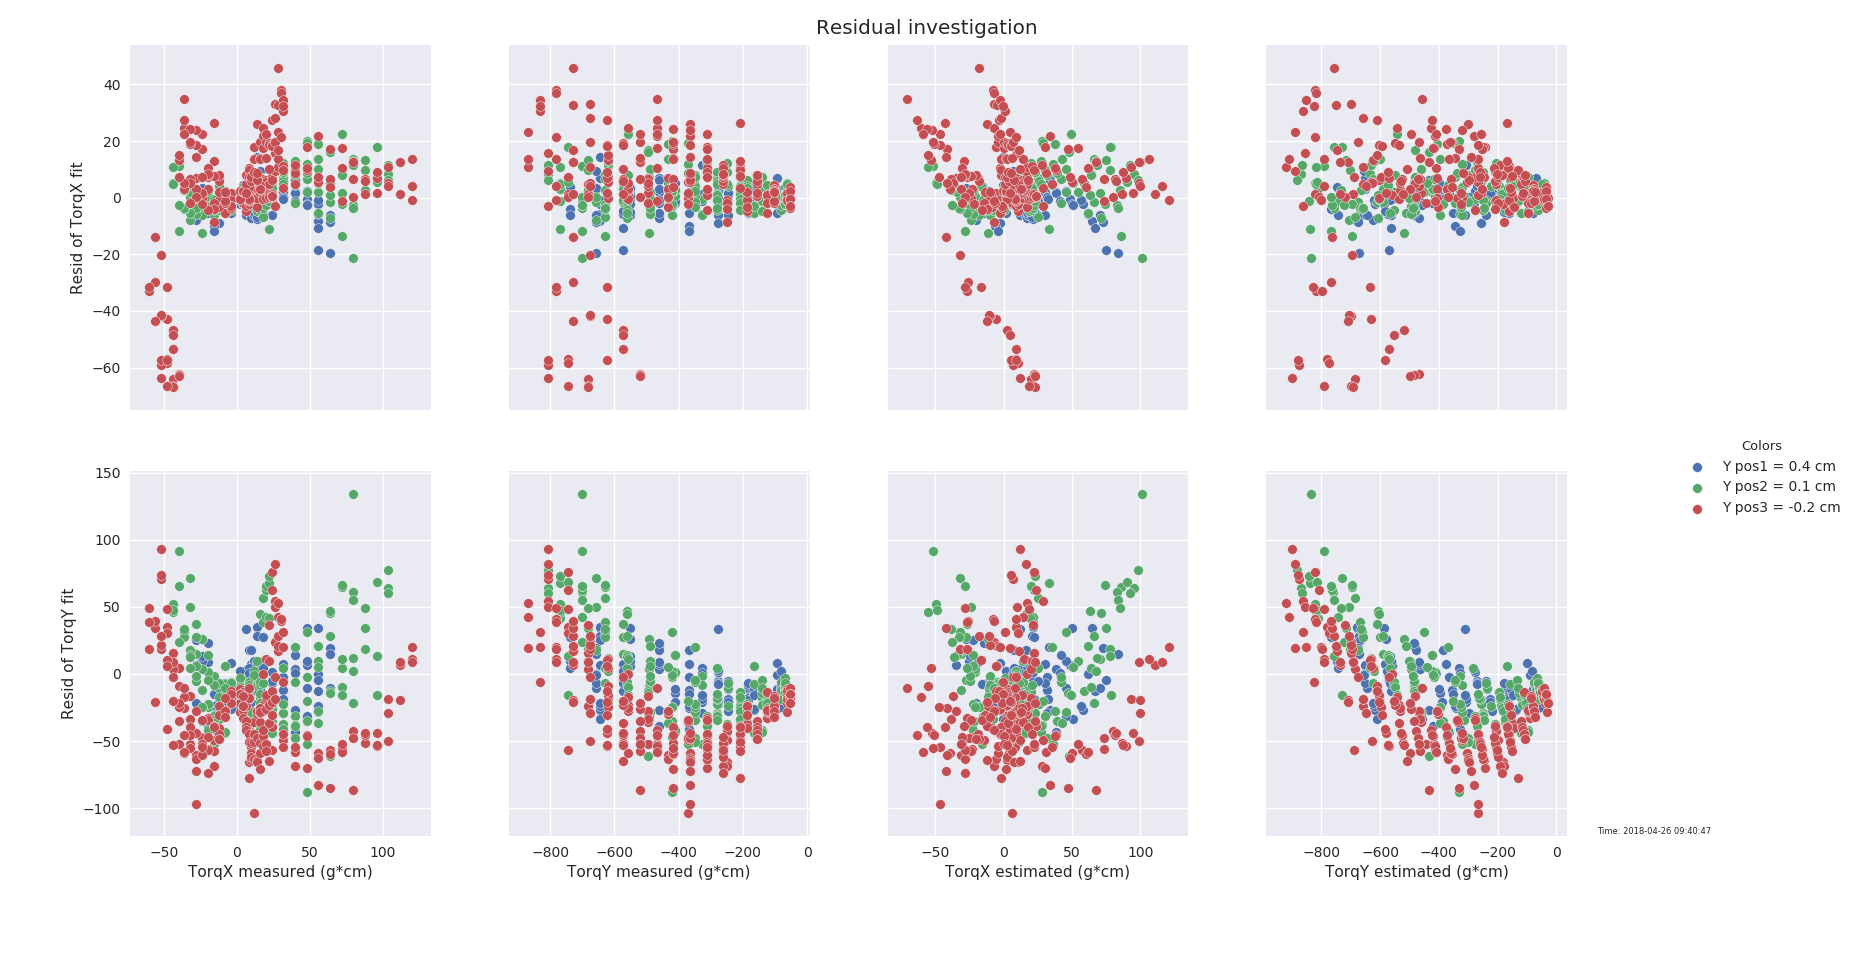 Residual investigation
Resid of TorqX fit
40
20
0
−20
−40
−60
Resid of TorqY fit
150
100
50
0
−50
−100
Colors
Y pos1 = 0.4 cm
Y pos2 = 0.1 cm
Y pos3 = -0.2 cm
Time: 2018-04-26 09:40:47
−50 0 50 100
−800 −600 −400 −200 0
−50 0 50 100
−800 −600 −400 −200 0
TorqX measured (g*cm)
TorqY measured (g*cm)
TorqX estimated (g*cm)
TorqY estimated (g*cm)